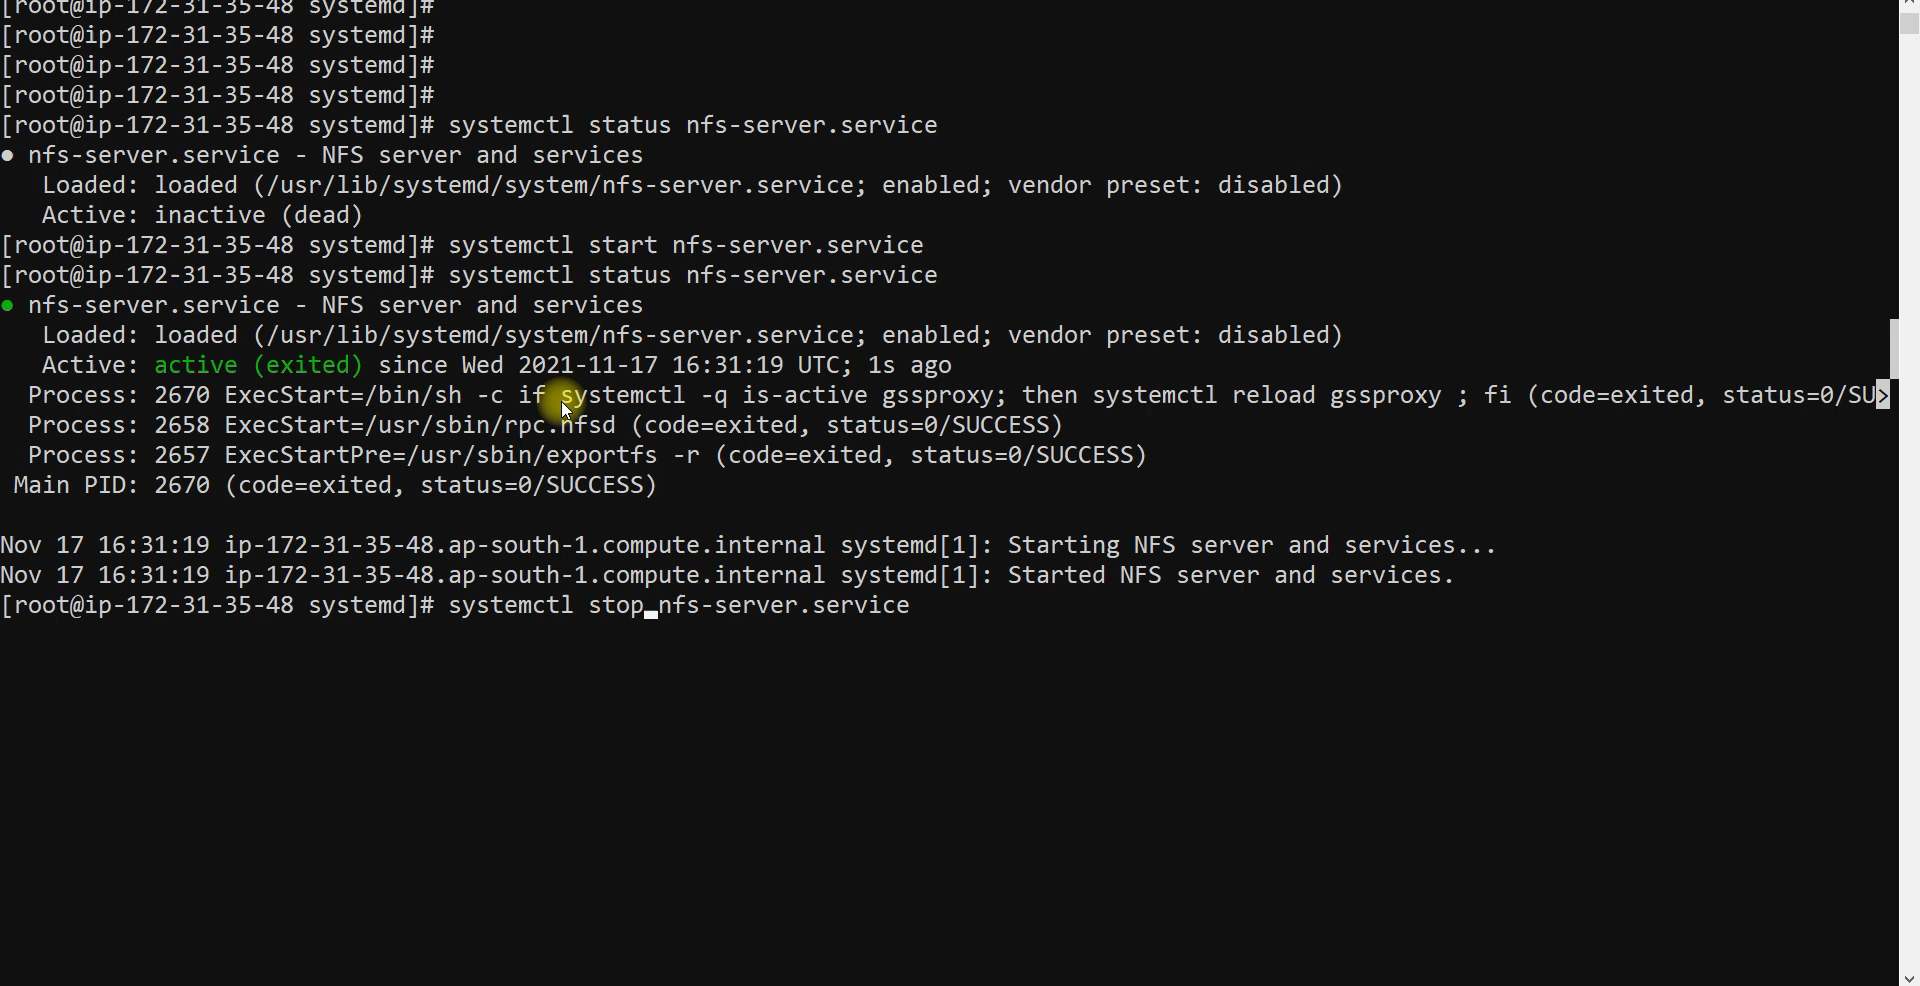 [root@ip-172-31-35-48 systemd]#
[root@ip-172-31-35-48 systemd]#
[root@ip-172-31-35-48 systemd]#
[root@ip-172-31-35-48 systemd]#
[root@ip-172-31-35-48 systemd]# systemctl status nfs-server.service
● nfs-server.service - NFS server and services
   Loaded: loaded (/usr/lib/systemd/system/nfs-server.service; enabled; vendor preset: disabled)
   Active: inactive (dead)
[root@ip-172-31-35-48 systemd]# systemctl start nfs-server.service
[root@ip-172-31-35-48 systemd]# systemctl status nfs-server.service
● nfs-server.service - NFS server and services
   Loaded: loaded (/usr/lib/systemd/system/nfs-server.service; enabled; vendor preset: disabled)
   Active: active (exited) since Wed 2021-11-17 16:31:19 UTC; 1s ago
  Process: 2670 ExecStart=/bin/sh -c if systemctl -q is-active gssproxy; then systemctl reload gssproxy ; fi (code=exited, status=0/SU>
  Process: 2658 ExecStart=/usr/sbin/rpc.nfsd (code=exited, status=0/SUCCESS)
  Process: 2657 ExecStartPre=/usr/sbin/exportfs -r (code=exited, status=0/SUCCESS)
 Main PID: 2670 (code=exited, status=0/SUCCESS)

Nov 17 16:31:19 ip-172-31-35-48.ap-south-1.compute.internal systemd[1]: Starting NFS server and services...
Nov 17 16:31:19 ip-172-31-35-48.ap-south-1.compute.internal systemd[1]: Started NFS server and services.
[root@ip-172-31-35-48 systemd]# systemctl stop nfs-server.service